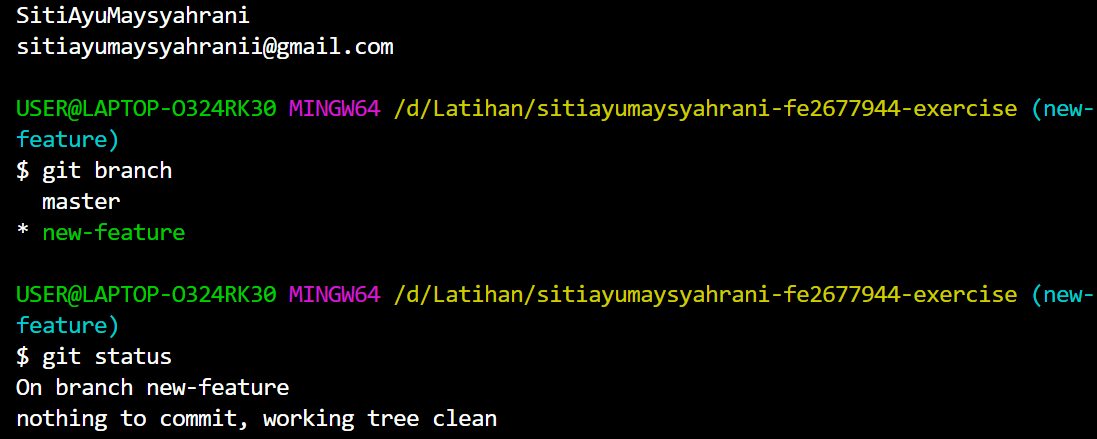 SitiAyuMaysyahrani
sitiayumaysyahranii@gmail.com
USER@LAPTOP-O324RK30 MINGW64 /d/Latihan/sitiayumaysyahrani-fe2677944-exercise (new-
feature)
$ git branch
  master
* new-feature
USER@LAPTOP-O324RK30 MINGW64 /d/Latihan/sitiayumaysyahrani-fe2677944-exercise (new-
feature)
$ git status
On branch new-feature
nothing to commit, working tree clean